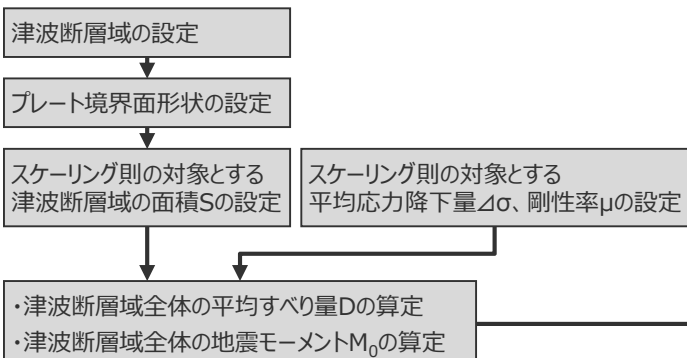 津波断層域の設定
プレート境界面形状の設定
スケーリング則の対象とする
津波断層域の面積Sの設定
スケーリング則の対象とする
平均応力降下量⊿σ、剛性率μの設定
・津波断層域全体の平均すべり量Dの算定
・津波断層域全体の地震モーメントM₀の算定